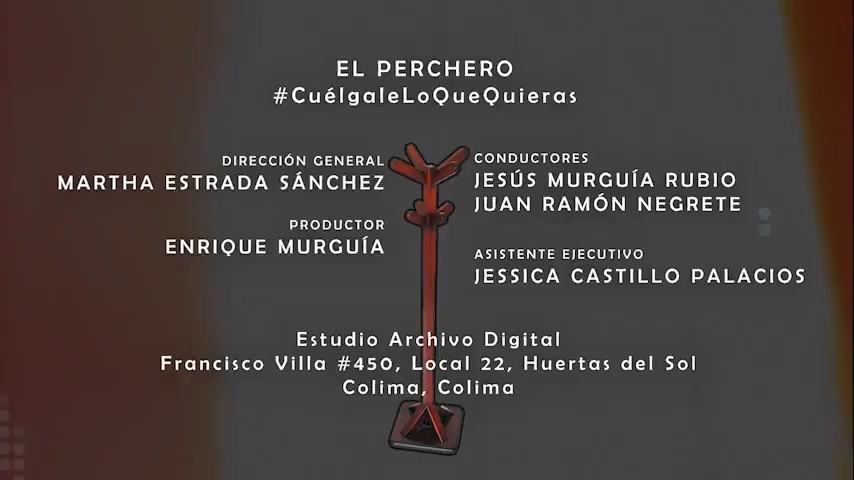 EL PERCHERO
#CuélgaleLoQueQuieras
DIRECCIÓN GENERAL
MARTHA ESTRADA SÁNCHEZ
PRODUCTOR
ENRIQUE MURGUÍA
CONDUCTORES
JESÚS MURGUÍA RUBIO
JUAN RAMÓN NEGRETE
ASISTENTE EJECUTIVO
JESSICA CASTILLO PALACIOS
Estudio Archivo Digital
Francisco Villa #450, Local 22, Huertas del Sol
Colima, Colima